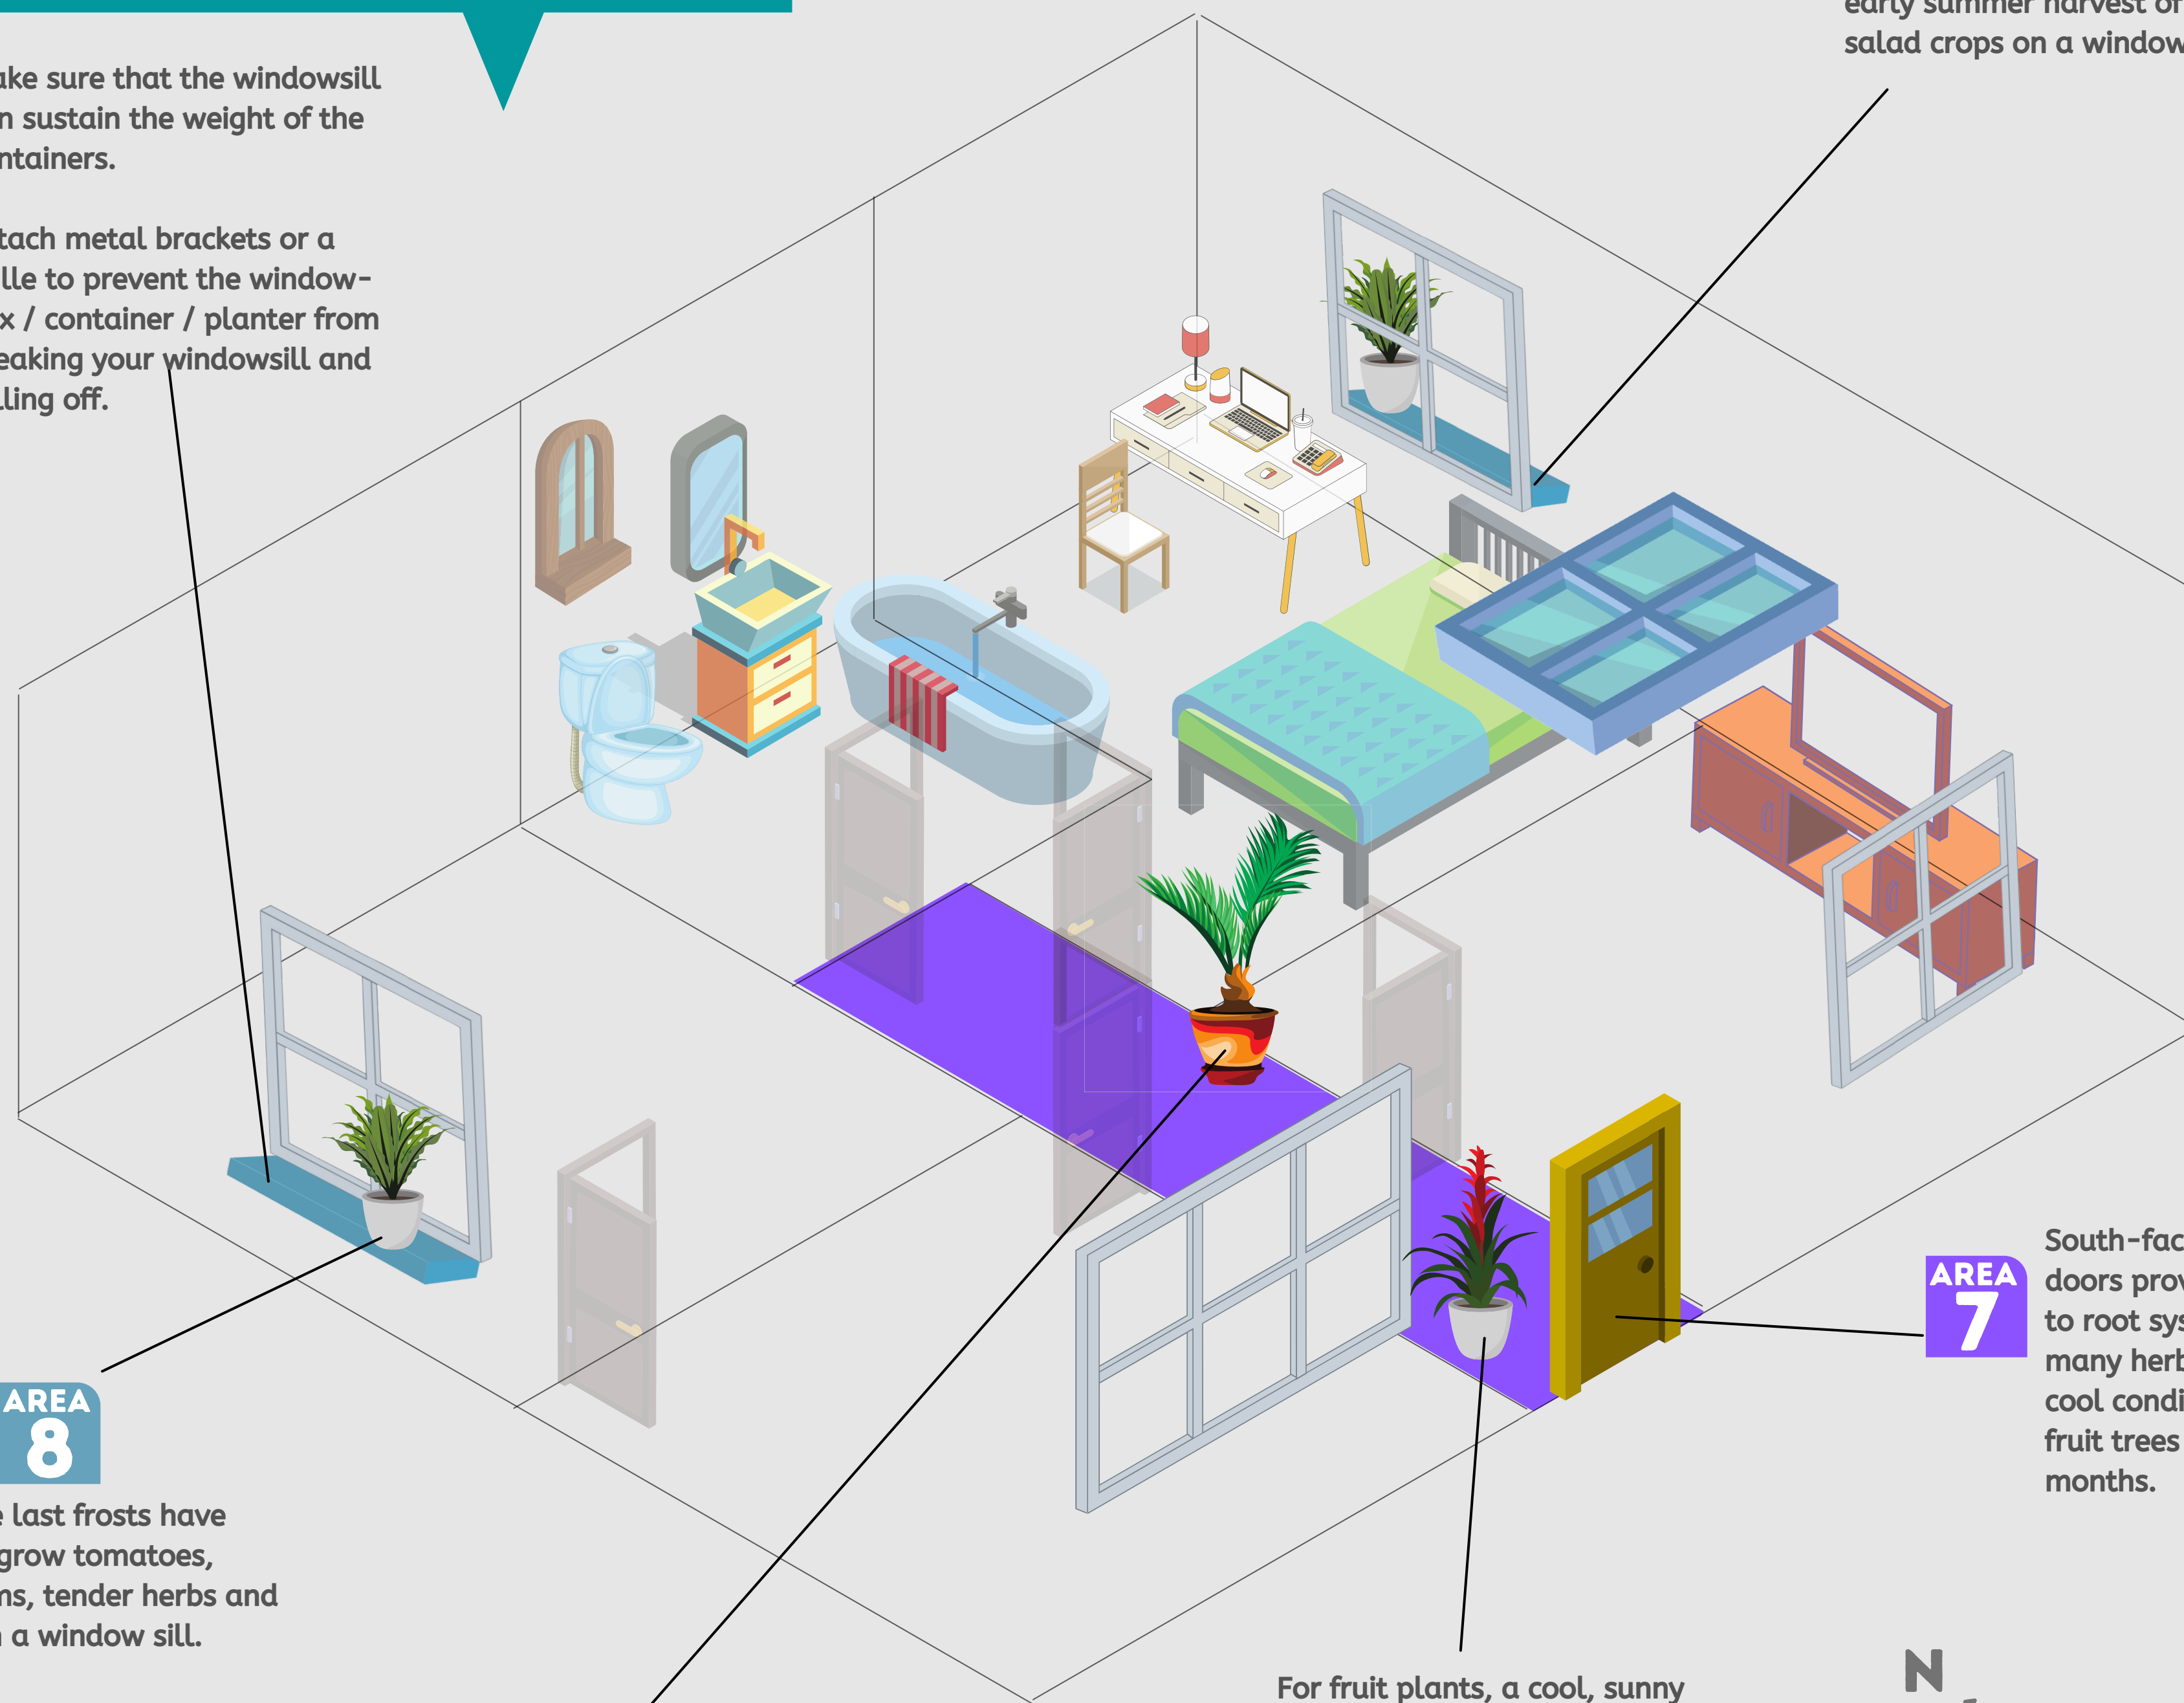 early summer harvest of
salad crops on a window
ake sure that the windowsill
n sustain the weight of the
ntainers.
tach metal brackets or a
lle to prevent the window-
x / container / planter from
eaking your windowsill and
lling off.
AREA
7
South-fac
doors prov
to root sys
many herb
cool condi
fruit trees
months.
AREA
8
e last frosts have
grow tomatoes,
ms, tender herbs and
n a window sill.
For fruit plants, a cool, sunny
N